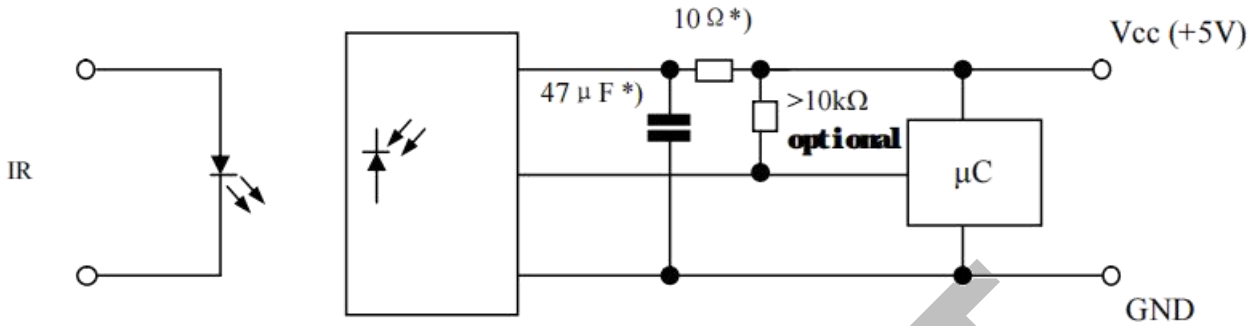 10 Ω *)
Vcc (+5V)
47 μ F *)
>10kΩ
optional
IR
μC
GND